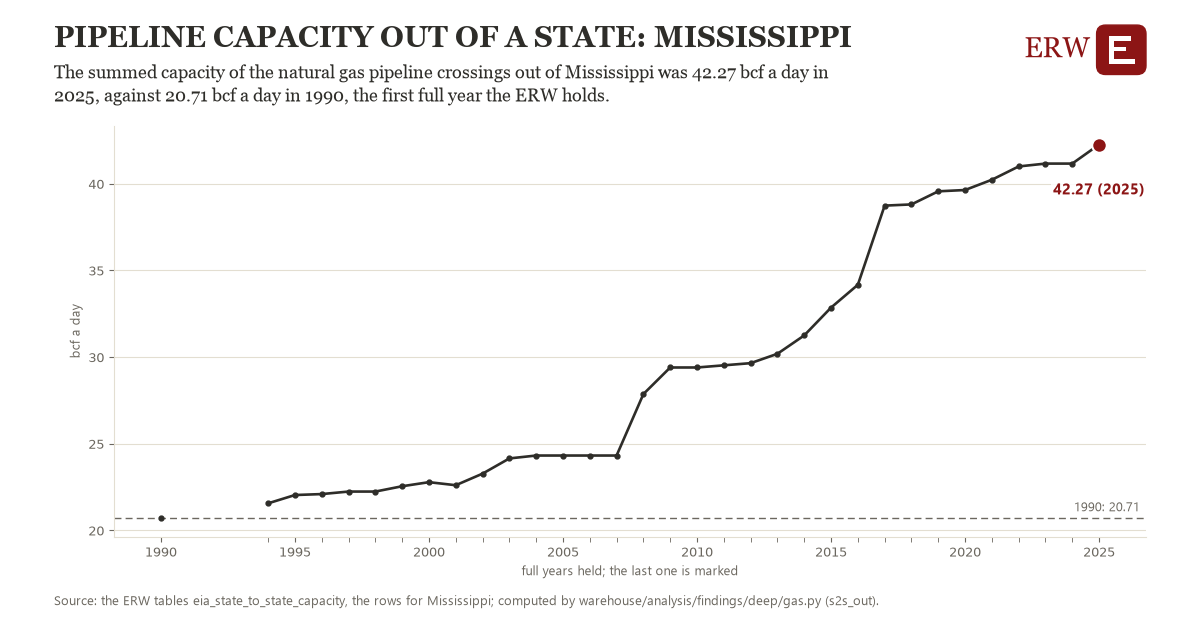 PIPELINE CAPACITY OUT OF A STATE: MISSISSIPPI
The summed capacity of the natural gas pipeline crossings out of Mississippi was 42.27 bcf a day in
2025, against 20.71 bcf a day in 1990, the first full year the ERW holds.
ERW E
40
35
30
25
20
bcf a day
42.27 (2025)
1990: 20.71
1990 1995 2000 2005 2010 2015 2020 2025
full years held; the last one is marked
Source: the ERW tables eia_state_to_state_capacity, the rows for Mississippi; computed by warehouse/analysis/findings/deep/gas.py (s2s_out).